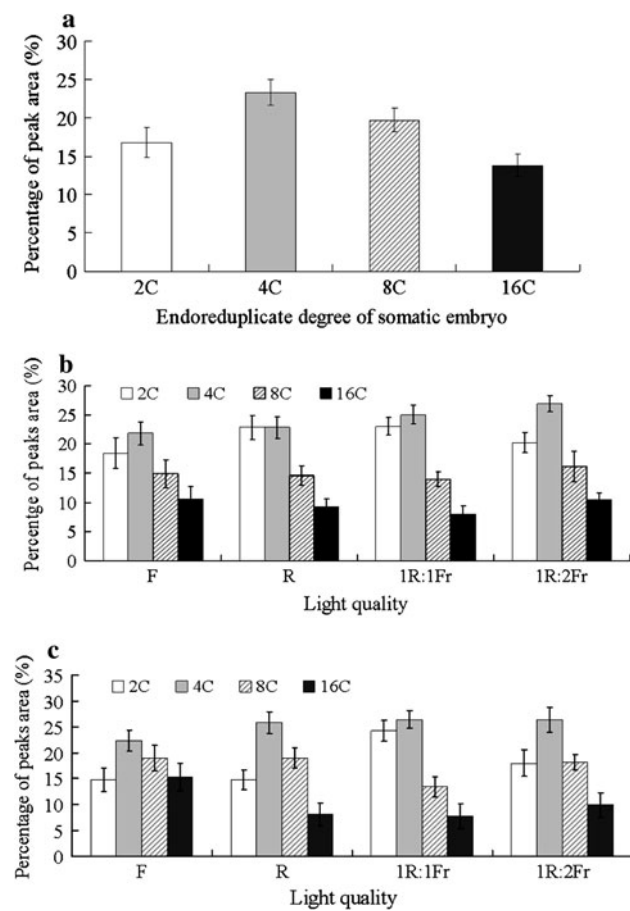 a
Percentage of peak area (%)
30
25
20
15
10
5
0
2C 4C 8C 16C
Endoreduplicate degree of somatic embryo
b
Percentge of peaks area (%)
30
25
20
15
10
5
0
2C 4C 8C 16C
F R 1R:1Fr 1R:2Fr
Light quality
c
Percentage of peaks area (%)
35
30
25
20
15
10
5
0
2C 4C 8C 16C
F R 1R:1Fr 1R:2Fr
Light quality